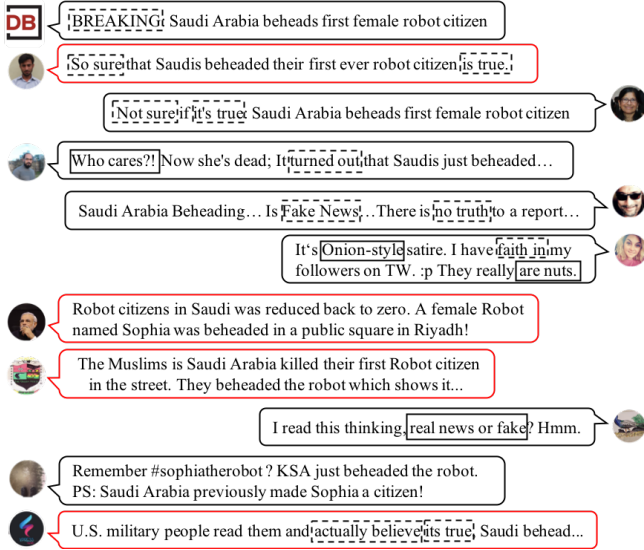 DB
BREAKING: Saudi Arabia beheads first female robot citizen
So sure that Saudis beheaded their first ever robot citizen is true.
Not sure if it's true: Saudi Arabia beheads first female robot citizen
Who cares?! Now she's dead; It turned out that Saudis just beheaded…
Saudi Arabia Beheading… Is Fake News …There is no truth to a report…
It‘s Onion-style satire. I have faith in my
followers on TW. :p They really are nuts.
Robot citizens in Saudi was reduced back to zero. A female Robot
named Sophia was beheaded in a public square in Riyadh!
The Muslims is Saudi Arabia killed their first Robot citizen
in the street. They beheaded the robot which shows it...
I read this thinking, real news or fake? Hmm.
Remember #sophiatherobot ? KSA just beheaded the robot.
PS: Saudi Arabia previously made Sophia a citizen!
U.S. military people read them and actually believe its true: Saudi behead...